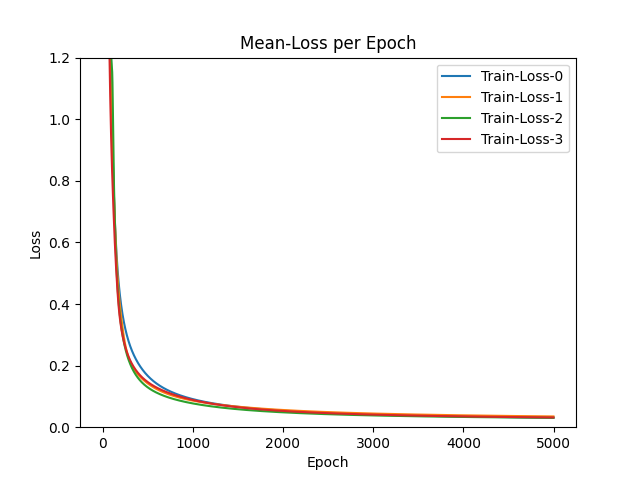 Mean-Loss per Epoch
1.2
1.0
0.8
0.6
0.4
0.2
0.0
Loss
Train-Loss-0
Train-Loss-1
Train-Loss-2
Train-Loss-3
0 1000 2000 3000 4000 5000
Epoch